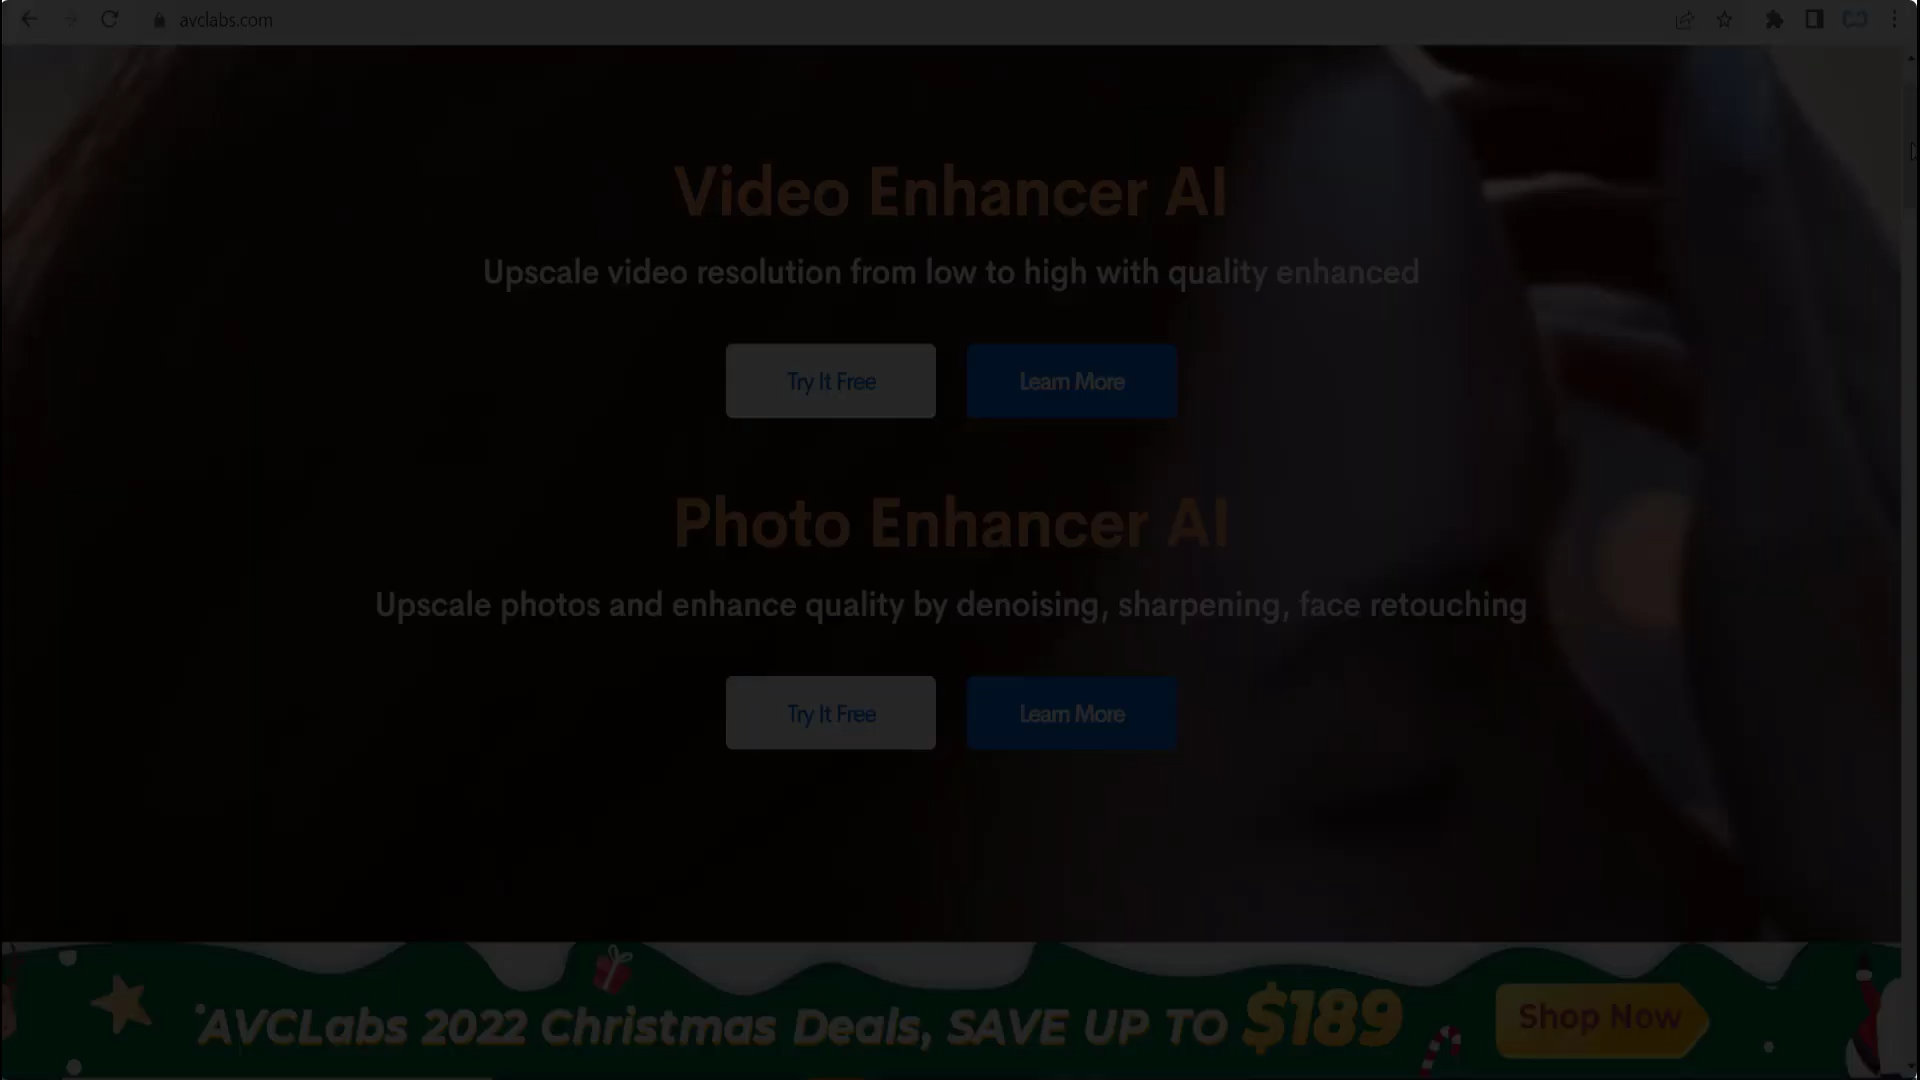 avclabs.com
Video Enhancer AI
Upscale video resolution from low to high with quality enhanced
Try It Free
Learn More
Photo Enhancer AI
Upscale photos and enhance quality by denoising, sharpening, face retouching
Try It Free
Learn More
AVCLabs 2022 Christmas Deals, SAVE UP TO $189
Shop Now